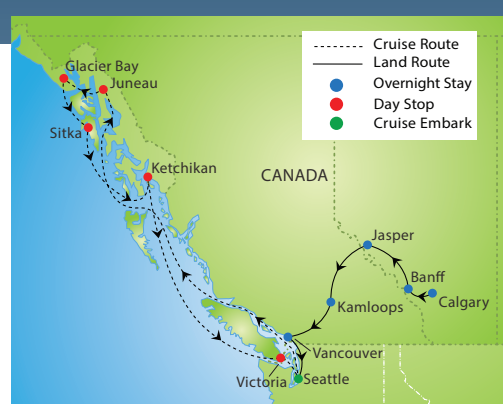 Cruise Route
Land Route
Overnight Stay
Day Stop
Cruise Embark
Glacier Bay
Juneau
Sitka
Ketchikan
CANADA
Jasper
Banff
Calgary
Kamloops
Vancouver
Victoria
Seattle